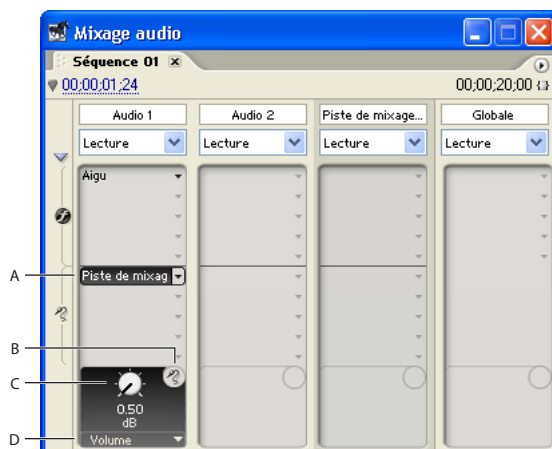 Mixage audio
Séquence 01
00;00;01;24 00;00;20;00
Audio 1 Audio 2 Piste de mixage... Globale
Lecture Lecture Lecture Lecture
Aigu
A Piste de mixag
B
C
0.50
dB
D Volume